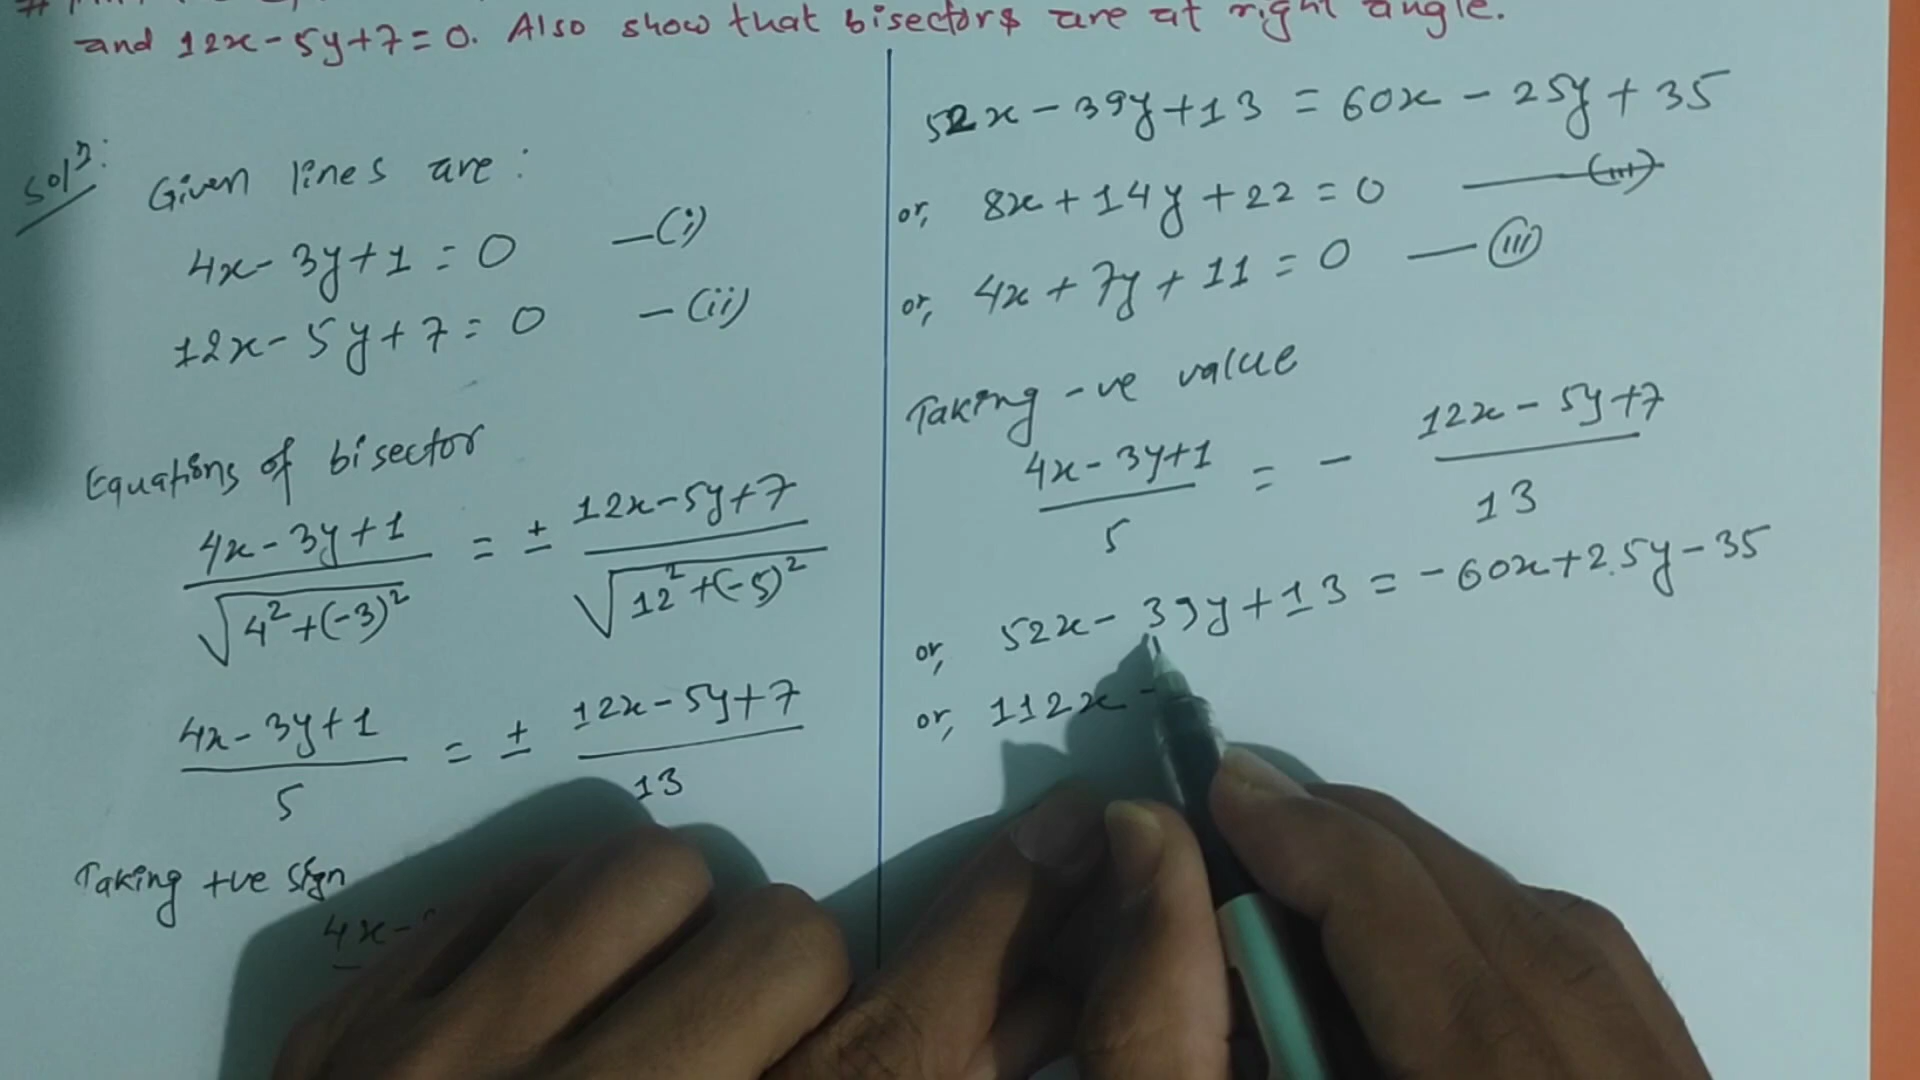 and 12x - 5y + 7 = 0. Also show that bisectors are at right angle.
Solⁿ:
Given lines are :
4x - 3y + 1 = 0 — (i)
12x - 5y + 7 = 0 — (ii)
Equations of bisector
(4x - 3y + 1)/√(4² + (-3)²) = ± (12x - 5y + 7)/√(12² + (-5)²)
(4x - 3y + 1)/5 = ± (12x - 5y + 7)/13
Taking +ve sign
4x -
52x - 39y + 13 = 60x - 25y + 35
or, 8x + 14y + 22 = 0 — (iii)
or, 4x + 7y + 11 = 0 — (iii)
Taking -ve value
(4x - 3y + 1)/5 = - (12x - 5y + 7)/13
or, 52x - 39y + 13 = -60x + 25y - 35
or, 112x -